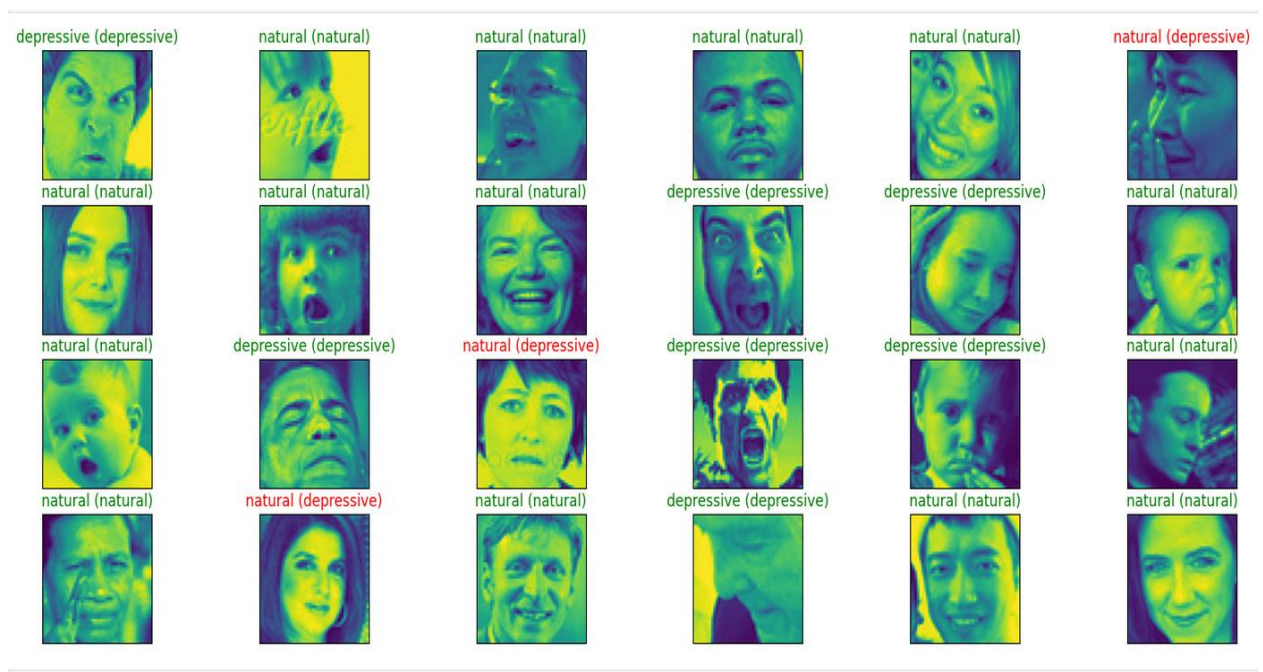 depressive (depressive) natural (natural) natural (natural) natural (natural) natural (natural) natural (depressive)
natural (natural) natural (natural) natural (natural) depressive (depressive) depressive (depressive) natural (natural)
natural (natural) depressive (depressive) natural (depressive) depressive (depressive) depressive (depressive) natural (natural)
natural (natural) natural (depressive) natural (natural) depressive (depressive) natural (natural) natural (natural)